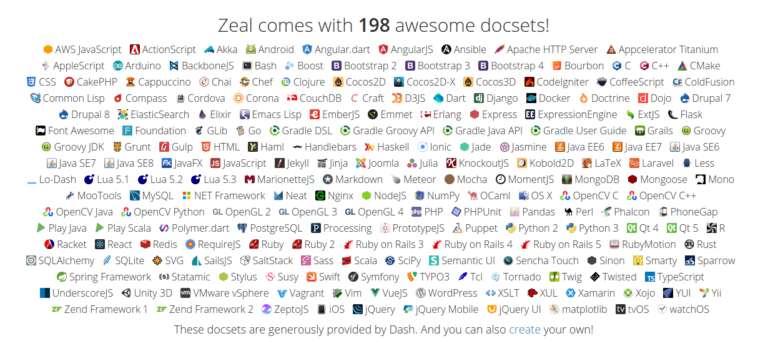 Zeal comes with 198 awesome docsets!
AWS JavaScript ActionScript Akka Android Angular.dart AngularJS Ansible Apache HTTP Server Appcelerator Titanium
AppleScript Arduino BackboneJS Bash Boost Bootstrap 2 Bootstrap 3 Bootstrap 4 Bourbon C C++ CMake
CSS CakePHP Cappuccino Chai Chef Clojure Cocos2D Cocos2D-X Cocos3D CodeIgniter CoffeeScript ColdFusion
Common Lisp Compass Cordova Corona CouchDB Craft D3JS Dart Django Docker Doctrine Dojo Drupal 7
Drupal 8 ElasticSearch Elixir Emacs Lisp EmberJS Emmet Erlang Express ExpressionEngine ExtJS Flask
Font Awesome Foundation GLib Go Gradle DSL Gradle Groovy API Gradle Java API Gradle User Guide Grails Groovy
Groovy JDK Grunt Gulp HTML Haml Handlebars Haskell Ionic Jade Jasmine Java EE6 Java EE7 Java SE6
Java SE7 Java SE8 JavaFX JavaScript Jekyll Jinja Joomla Julia KnockoutJS Kobold2D LaTeX Laravel Less
Lo-Dash Lua 5.1 Lua 5.2 Lua 5.3 MarionetteJS Markdown Meteor Mocha MomentJS MongoDB Mongoose Mono
MooTools MySQL .NET Framework Neat Nginx NodeJS NumPy OCaml OS X OpenCV C OpenCV C++
OpenCV Java OpenCV Python OpenGL 2 OpenGL 3 OpenGL 4 PHP PHPUnit Pandas Perl Phalcon PhoneGap
Play Java Play Scala Polymer.dart PostgreSQL Processing PrototypeJS Puppet Python 2 Python 3 Qt 4 Qt 5 R
Racket React Redis RequireJS Ruby Ruby 2 Ruby on Rails 3 Ruby on Rails 4 Ruby on Rails 5 RubyMotion Rust
SQLAlchemy SQLite SVG SailsJS SaltStack Sass Scala SciPy Semantic UI Sencha Touch Sinon Smarty Sparrow
Spring Framework Statamic Stylus Susy Swift Symfony TYPO3 Tcl Tornado Twig Twisted TypeScript
UnderscoreJS Unity 3D VMware vSphere Vagrant Vim VueJS WordPress XSLT XUL Xamarin Xojo YUI Yii
Zend Framework 1 Zend Framework 2 ZeptoJS iOS jQuery jQuery Mobile jQuery UI matplotlib tvOS watchOS
These docsets are generously provided by Dash. And you can also create your own!